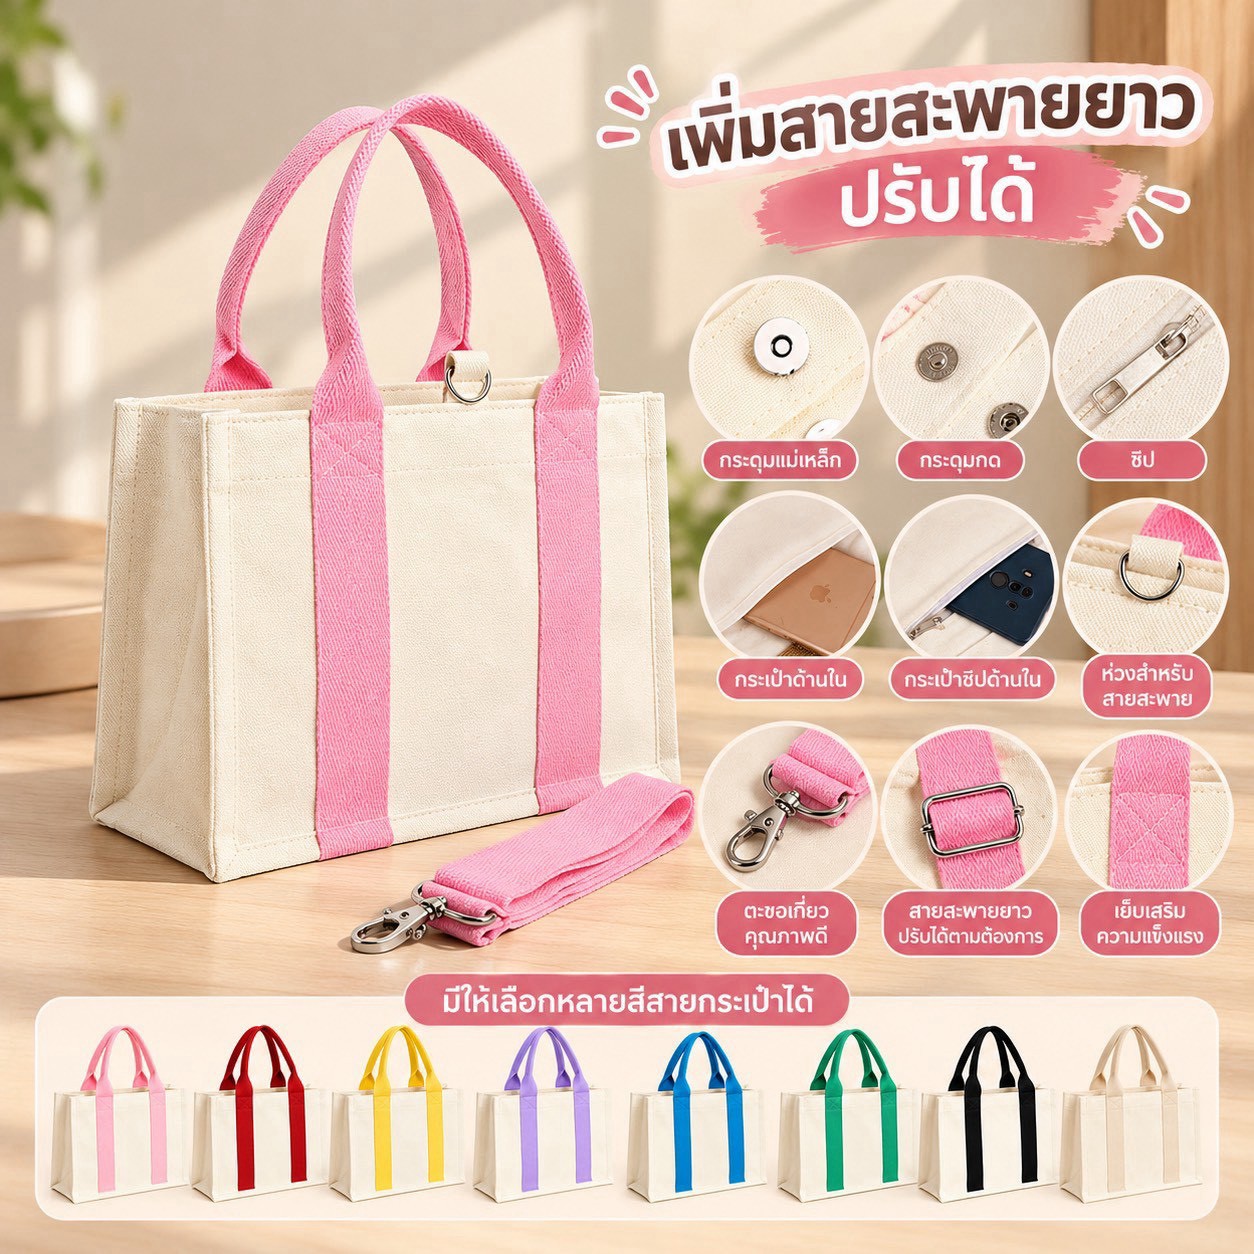 เพิ่มสายสะพายยาว
ปรับได้
กระดุมแม่เหล็ก
กระดุมกด
ซีป
กระเป๋าด้านใน
กระเป๋าซีปด้านใน
ห่วงสำหรับ
สายสะพาย
ตะขอเกี่ยว
คุณภาพดี
สายสะพายยาว
ปรับได้ตามต้องการ
เย็บเสริม
ความแข็งแรง
มีให้เลือกหลายสีสายกระเป๋าได้